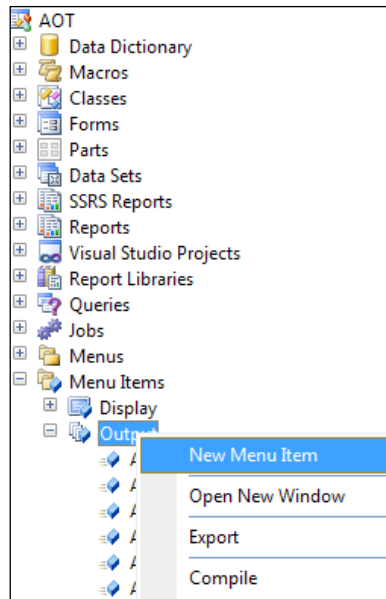 AOT
Data Dictionary
Macros
Classes
Forms
Parts
Data Sets
SSRS Reports
Reports
Visual Studio Projects
Report Libraries
Queries
Jobs
Menus
Menu Items
Display
Output
New Menu Item
Open New Window
Export
Compile